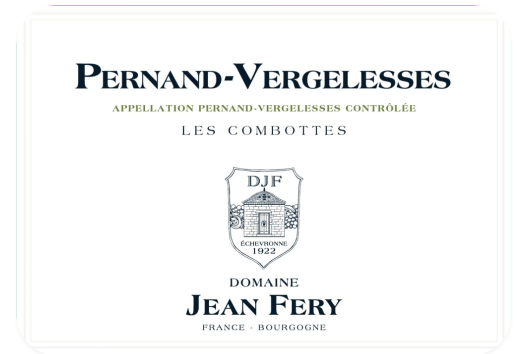 PERNAND-VERGELESSES
APPELLATION PERNAND-VERGELESSES CONTRÔLÉE
LES COMBOTTES
DJF
ÉCHEVRONNE
1922
DOMAINE
JEAN FERY
FRANCE - BOURGOGNE